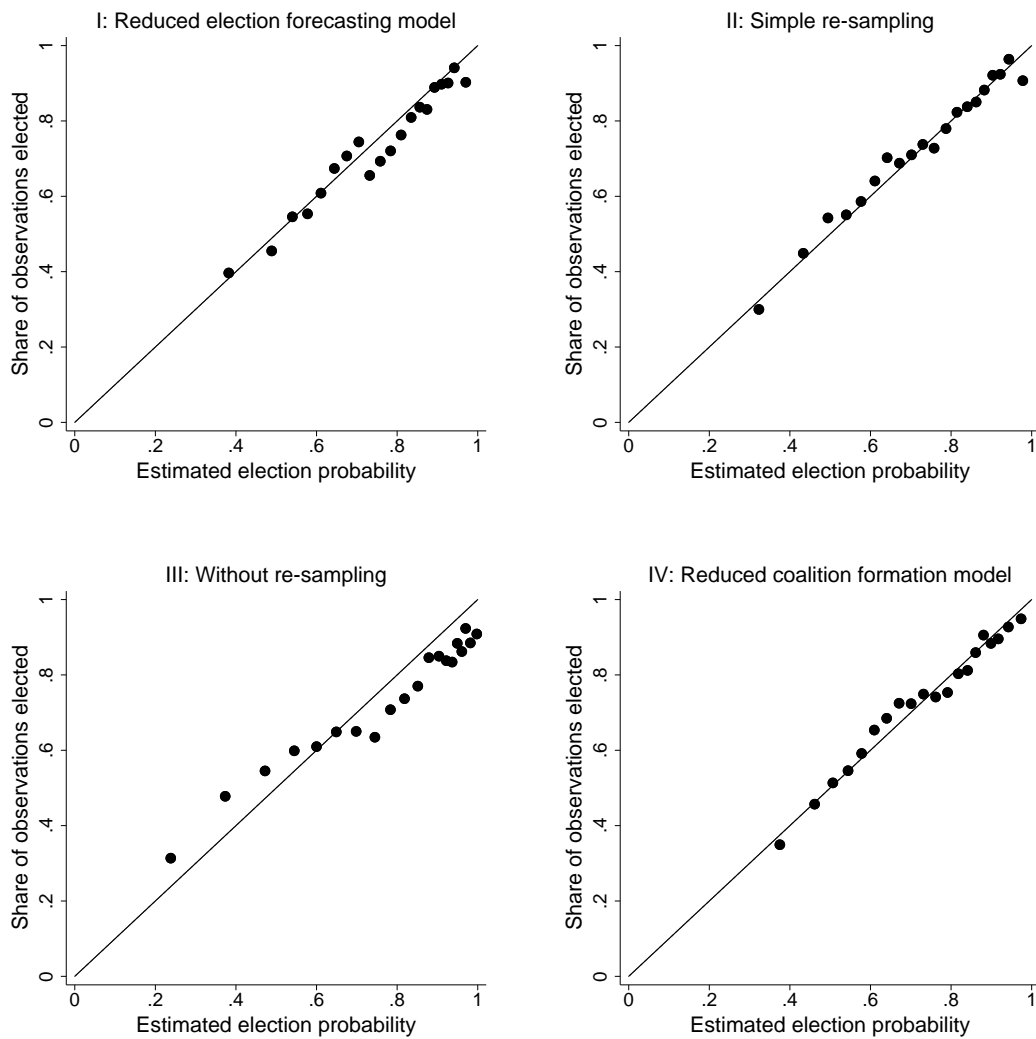 I: Reduced election forecasting model
Share of observations elected
1
.8
.6
.4
.2
0
0 .2 .4 .6 .8 1
Estimated election probability
II: Simple re-sampling
Share of observations elected
1
.8
.6
.4
.2
0
0 .2 .4 .6 .8 1
Estimated election probability
III: Without re-sampling
Share of observations elected
1
.8
.6
.4
.2
0
0 .2 .4 .6 .8 1
Estimated election probability
IV: Reduced coalition formation model
Share of observations elected
1
.8
.6
.4
.2
0
0 .2 .4 .6 .8 1
Estimated election probability